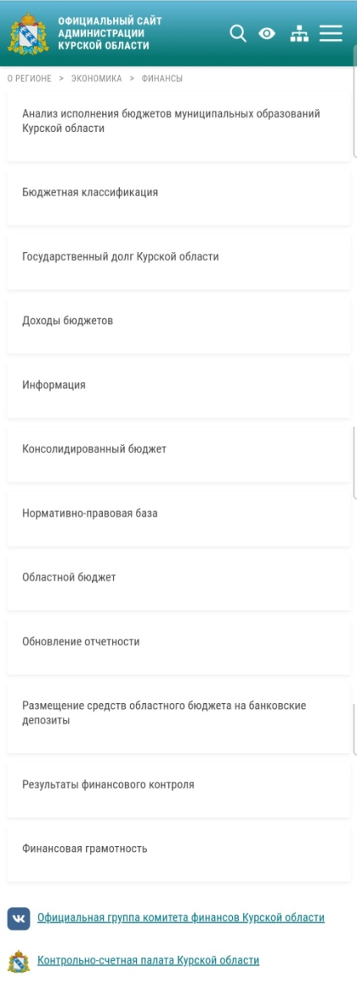 ОФИЦИАЛЬНЫЙ САЙТ
АДМИНИСТРАЦИИ
КУРСКОЙ ОБЛАСТИ
О РЕГИОНЕ > ЭКОНОМИКА > ФИНАНСЫ
Анализ исполнения бюджетов муниципальных образований
Курской области
Бюджетная классификация
Государственный долг Курской области
Доходы бюджетов
Информация
Консолидированный бюджет
Нормативно-правовая база
Областной бюджет
Обновление отчетности
Размещение средств областного бюджета на банковские
депозиты
Результаты финансового контроля
Финансовая грамотность
Официальная группа комитета финансов Курской области
Контрольно-счетная палата Курской области